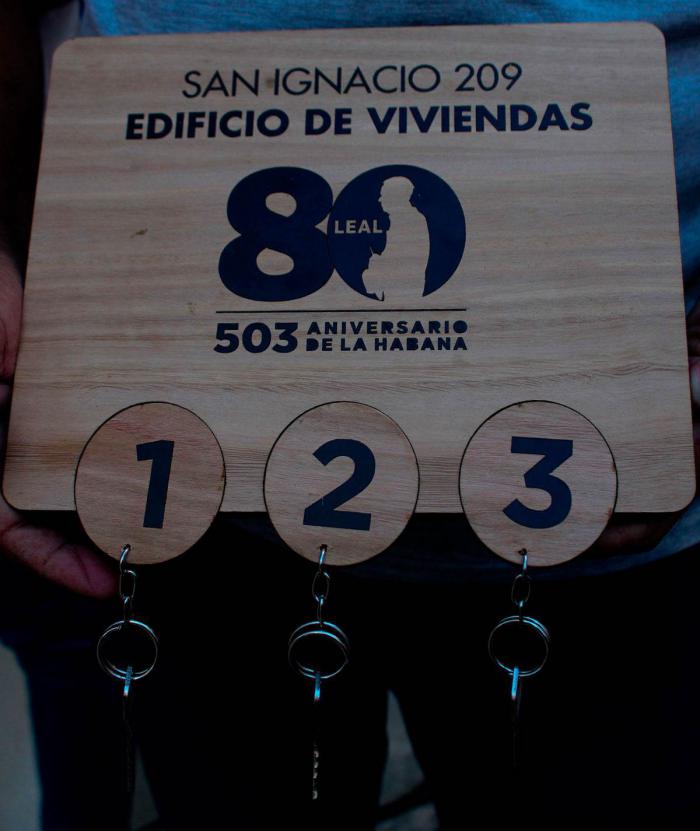 SAN IGNACIO 209
EDIFICIO DE VIVIENDAS
80
LEAL
503 ANIVERSARIO
DE LA HABANA
1 2 3